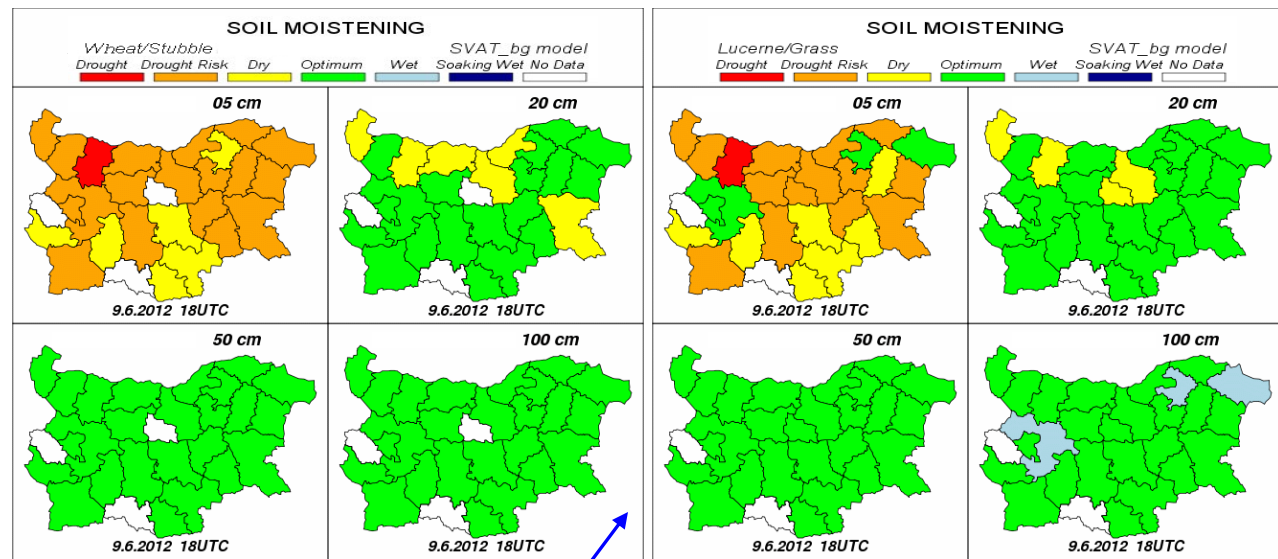 SOIL MOISTENING
Wheat/Stubble SVAT_bg model
Drought Drought Risk Dry Optimum Wet Soaking Wet No Data
05 cm 20 cm
9.6.2012 18UTC 9.6.2012 18UTC
50 cm 100 cm
9.6.2012 18UTC 9.6.2012 18UTC
SOIL MOISTENING
Lucerne/Grass SVAT_bg model
Drought Drought Risk Dry Optimum Wet Soaking Wet No Data
05 cm 20 cm
9.6.2012 18UTC 9.6.2012 18UTC
50 cm 100 cm
9.6.2012 18UTC 9.6.2012 18UTC